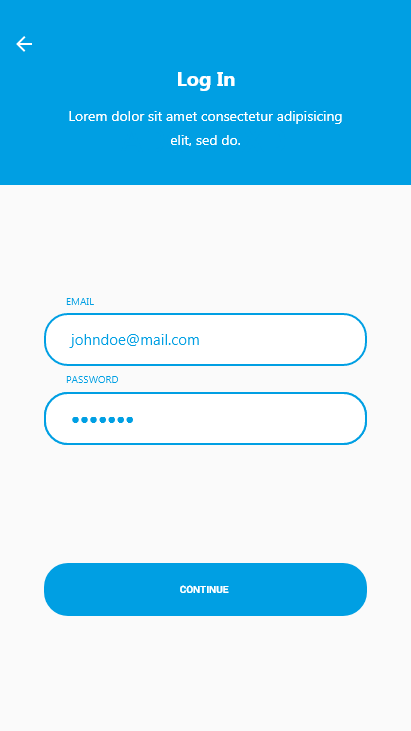 Log In
Lorem dolor sit amet consectetur adipisicing
elit, sed do.
EMAIL
johndoe@mail.com
PASSWORD
CONTINUE